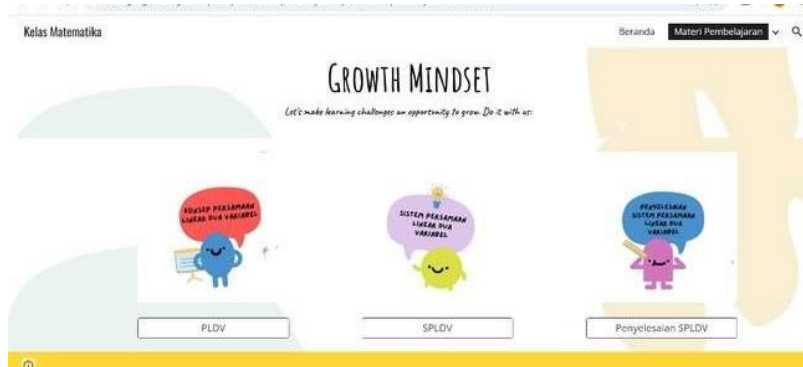 Kelas Matematika
Beranda
Materi Pembelajaran
GROWTH MINDSET
Let's make learning challenges an opportunity to grow. Do it with us:
KONSEP PERSAMAAN
LINEAR DUA VARIABEL
SISTEM PERSAMAAN
LINEAR DUA
VARIABEL
PENYELESAIAN
SISTEM PERSAMAAN
LINEAR DUA
VARIABEL
PLDV
SPLDV
Penyelesaian SPLDV